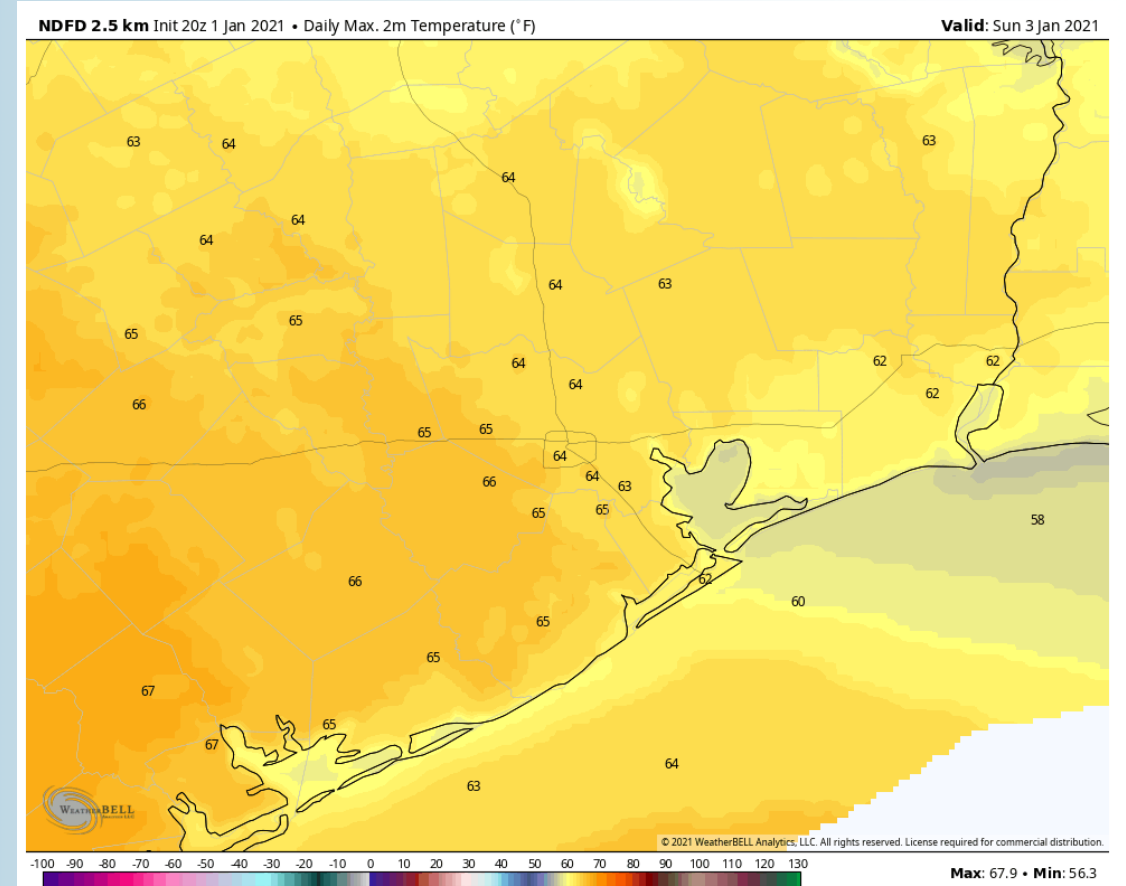 NDFD 2.5 km Init 20z 1 Jan 2021 • Daily Max. 2m Temperature (°F) Valid: Sun 3 Jan 2021
63 64 63
64
64
64
64 63
65 65
64 62 62
64
66 62
65 65
64
66 64 63
65 65 58
66 62
60
65
65
67
65
67
64
63
WEATHERBELL
© 2021 WeatherBELL Analytics, LLC. All rights reserved. License required for commercial distribution.
-100 -90 -80 -70 -60 -50 -40 -30 -20 -10 0 10 20 30 40 50 60 70 80 90 100 110 120 130
Max: 67.9 • Min: 56.3